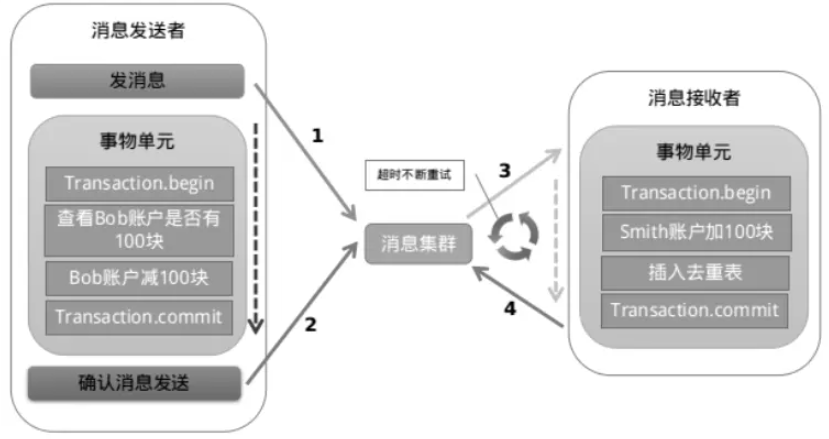 消息发送者
发消息
事物单元
Transaction.begin
查看Bob账户是否有
100块
Bob账户减100块
Transaction.commit
确认消息发送
1
2
超时不断重试
消息集群
3
4
消息接收者
事物单元
Transaction.begin
Smith账户加100块
插入去重表
Transaction.commit